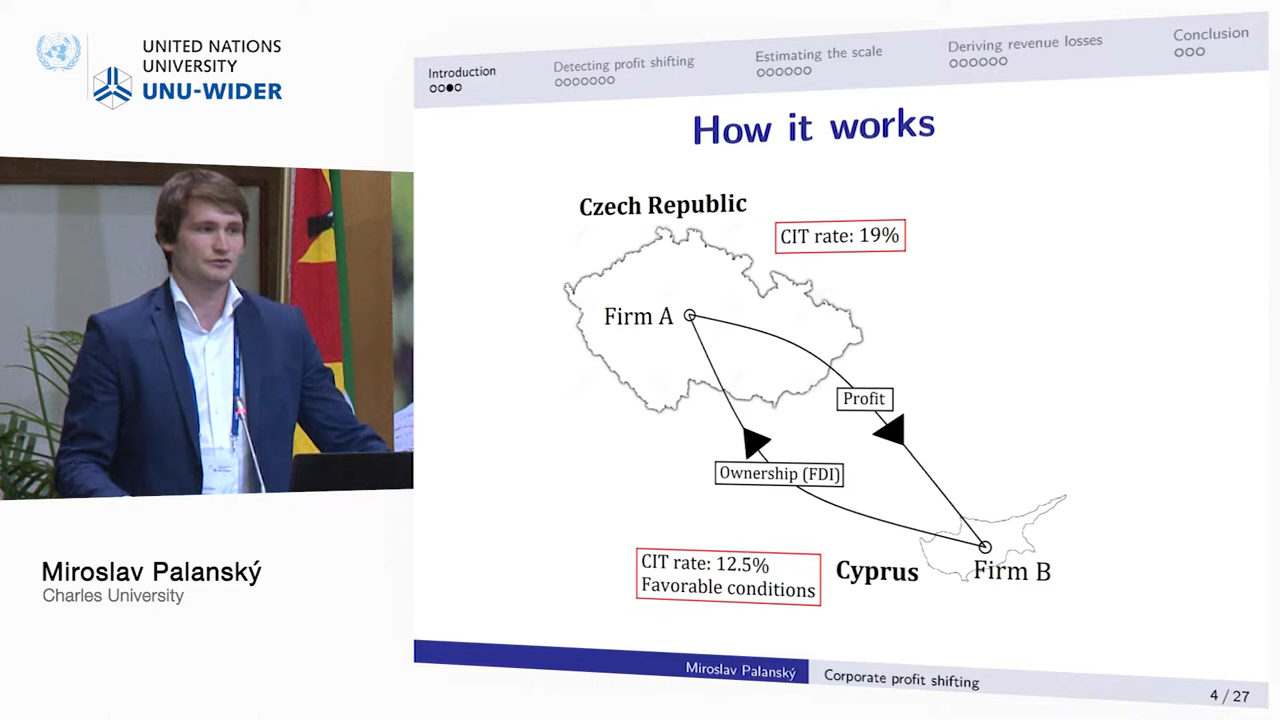 UNITED NATIONS
UNIVERSITY
UNU-WIDER
Miroslav Palanský
Charles University
Introduction
Detecting profit shifting
Estimating the scale
Deriving revenue losses
Conclusion
How it works
Czech Republic
CIT rate: 19%
Firm A
Profit
Ownership (FDI)
CIT rate: 12.5%
Favorable conditions
Cyprus
Firm B
Miroslav Palanský
Corporate profit shifting
4 / 27